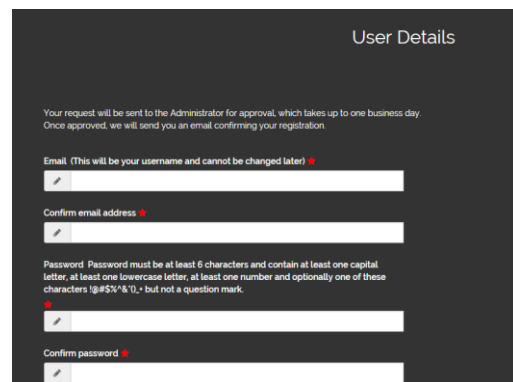 User Details
Your request will be sent to the Administrator for approval, which takes up to one business day.
Once approved, we will send you an email confirming your registration.
Email (This will be your username and cannot be changed later) ★
Confirm email address ★
Password Password must be at least 6 characters and contain at least one capital
letter, at least one lowercase letter, at least one number and optionally one of these
characters !@#$%^&*()_+ but not a question mark.
★
Confirm password ★